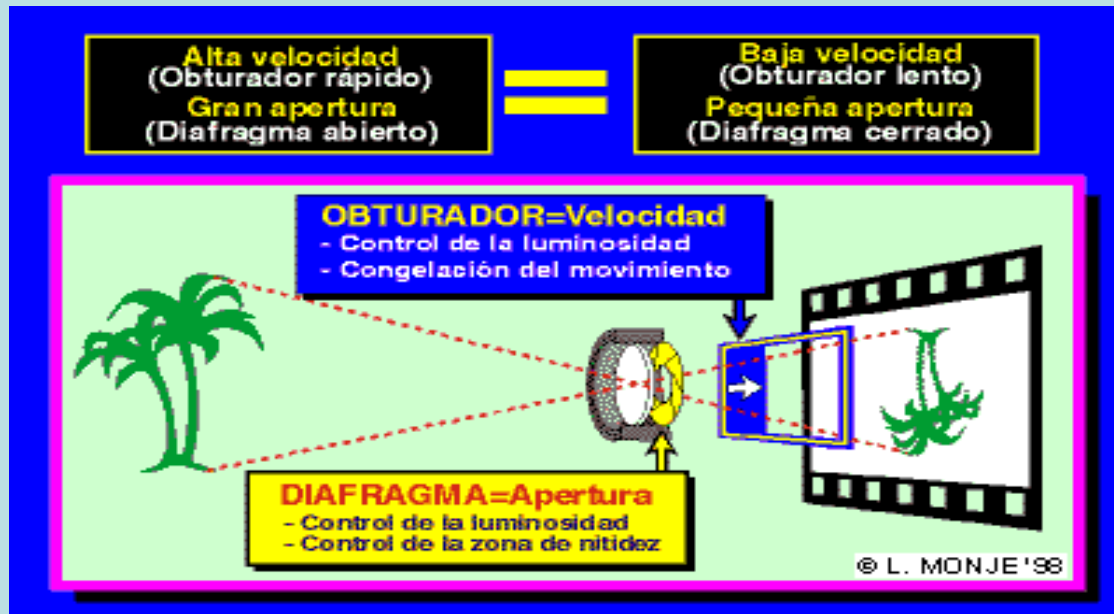 Alta velocidad
(Obturador rápido)
Gran apertura
(Diafragma abierto)
Baja velocidad
(Obturador lento)
Pequeña apertura
(Diafragma cerrado)
OBTURADOR=Velocidad
- Control de la luminosidad
- Congelación del movimiento
DIAFRAGMA=Apertura
- Control de la luminosidad
- Control de la zona de nitidez
© L. MONJE '98